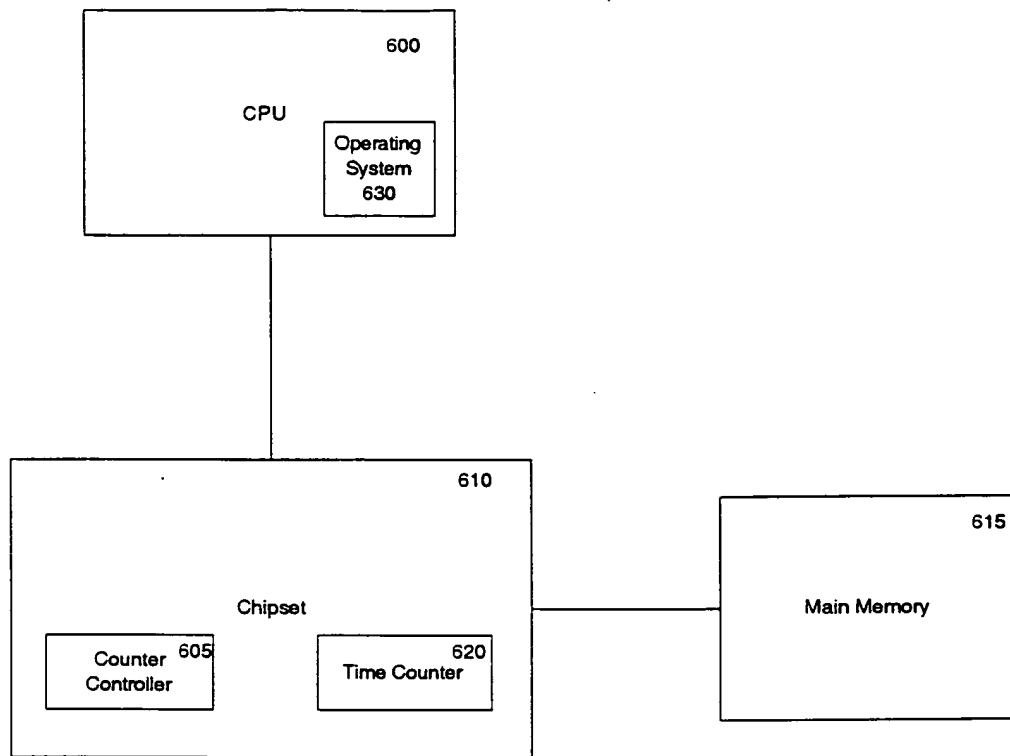 600
CPU
Operating
System
630
610
Chipset
Counter
Controller
605
620
Time Counter
615
Main Memory